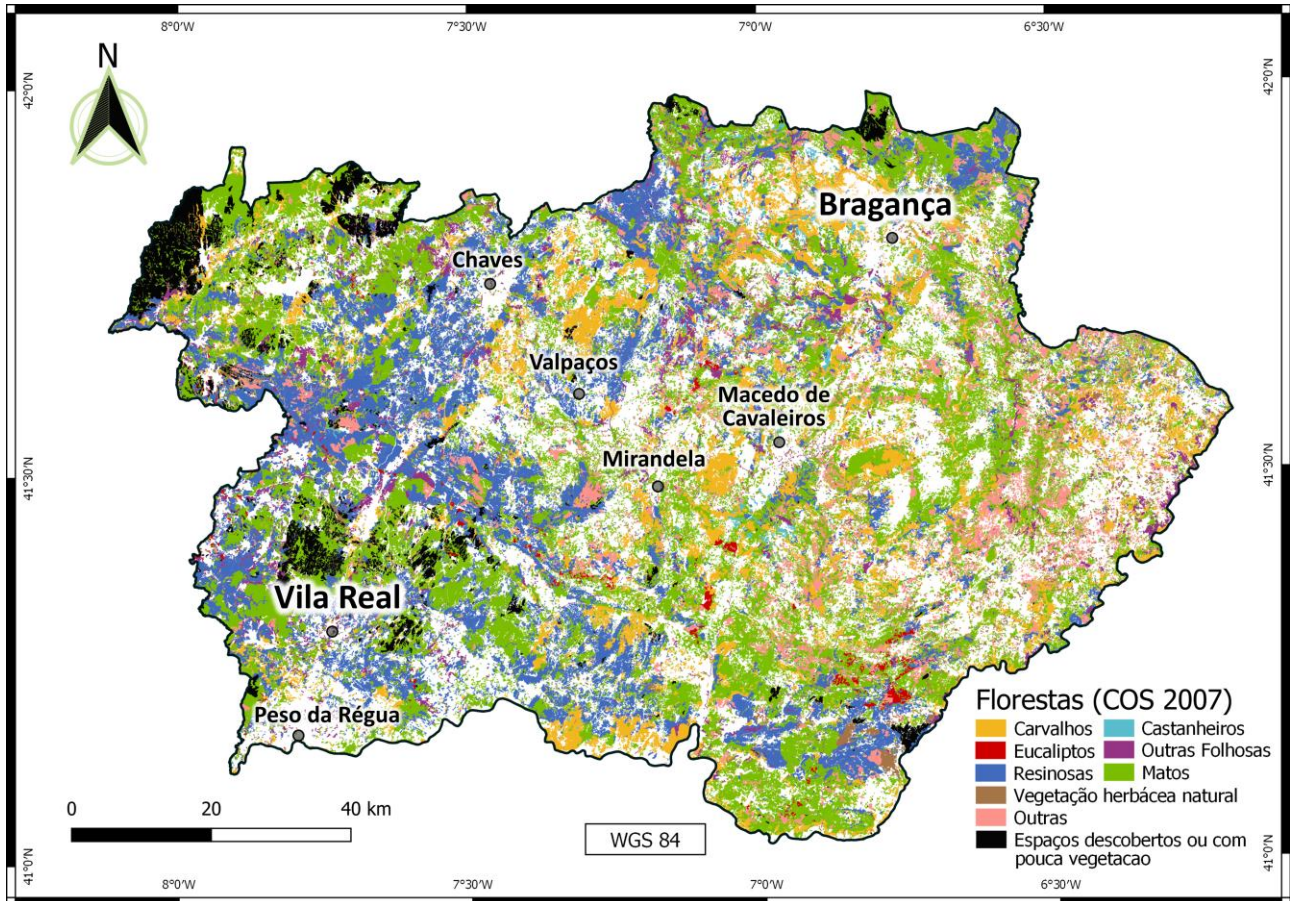 8°0'W
7°30'W
7°0'W
6°30'W
N
42°0'N
42°0'N
Bragança
Chaves
Valpaços
Macedo de
Cavaleiros
Mirandela
41°30'N
41°30'N
Vila Real
Peso da Régua
Florestas (COS 2007)
Carvalhos
Castanheiros
Eucaliptos
Outras Folhosas
Resinosas
Matos
Vegetação herbácea natural
Outras
Espaços descobertos ou com
pouca vegetacao
0
20
40 km
WGS 84
41°0'N
41°0'N
8°0'W
7°30'W
7°0'W
6°30'W